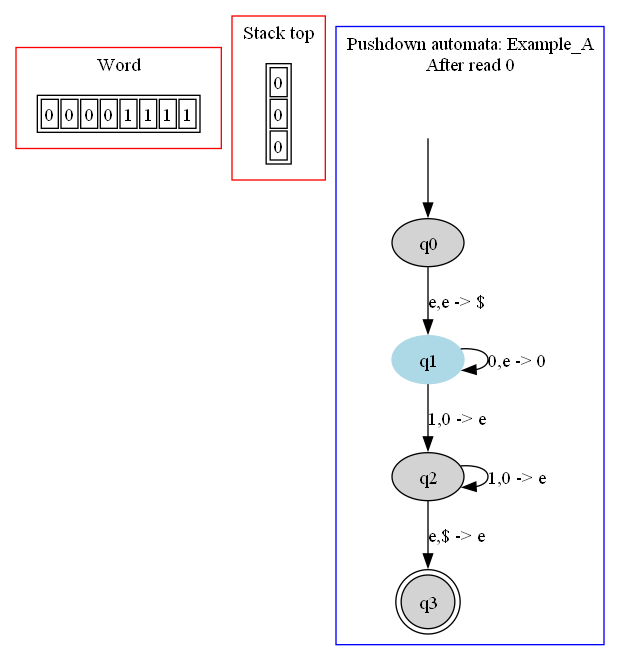 Word
0 0 0 0 1 1 1 1
Stack top
0
0
0
Pushdown automata: Example_A
After read 0
q0
e,e -> $
q1
0,e -> 0
1,0 -> e
q2
1,0 -> e
e,$ -> e
q3